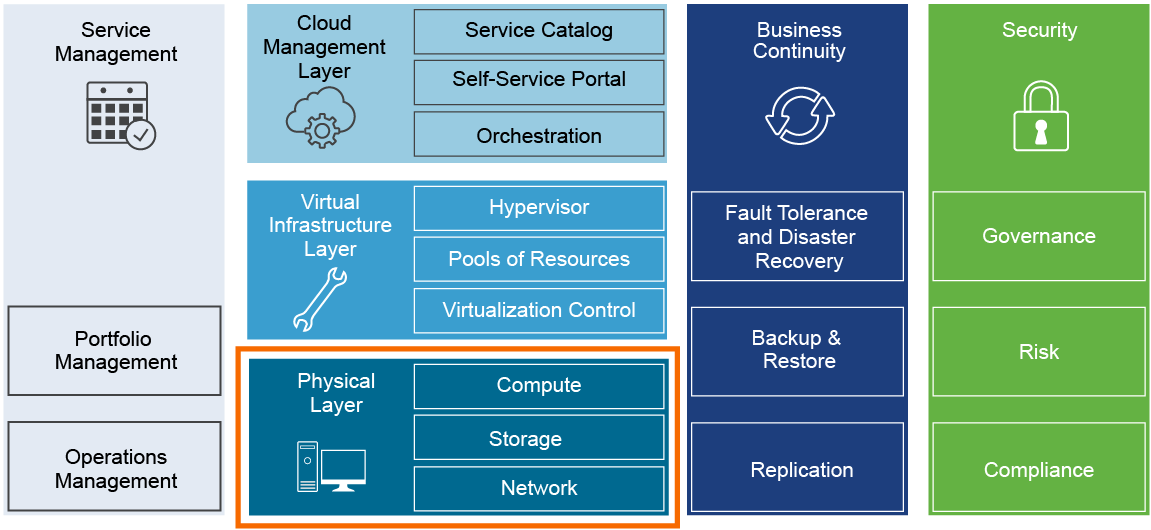 Service
Management
Portfolio
Management
Operations
Management
Cloud
Management
Layer
Service Catalog
Self-Service Portal
Orchestration
Virtual
Infrastructure
Layer
Hypervisor
Pools of Resources
Virtualization Control
Physical
Layer
Compute
Storage
Network
Business
Continuity
Fault Tolerance
and Disaster
Recovery
Backup &
Restore
Replication
Security
Governance
Risk
Compliance